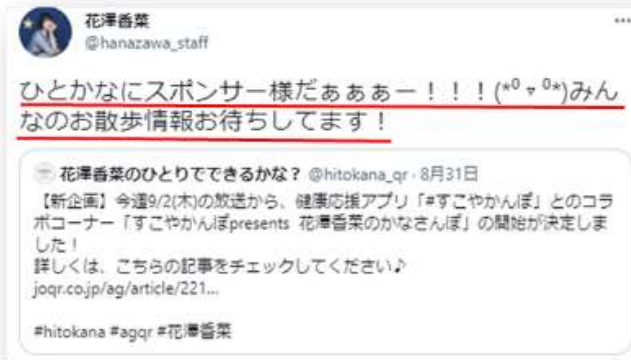 花澤香菜
@hanazawa_staff
ひとかなにスポンサー様だぁぁぁー！！！(*⁰ ▿ ⁰*)みん
なのお散歩情報お待ちしてます！
花澤香菜のひとりでできるかな？ @hitokana_qr · 8月31日
【新企画】今週9/2(木)の放送から、健康応援アプリ「#すこやかんぽ」とのコラ
ボコーナー「すこやかんぽpresents 花澤香菜のかなさんぽ」の開始が決定しま
した！
詳しくは、こちらの記事をチェックしてください♪
joqr.co.jp/ag/article/221...
#hitokana #agqr #花澤香菜